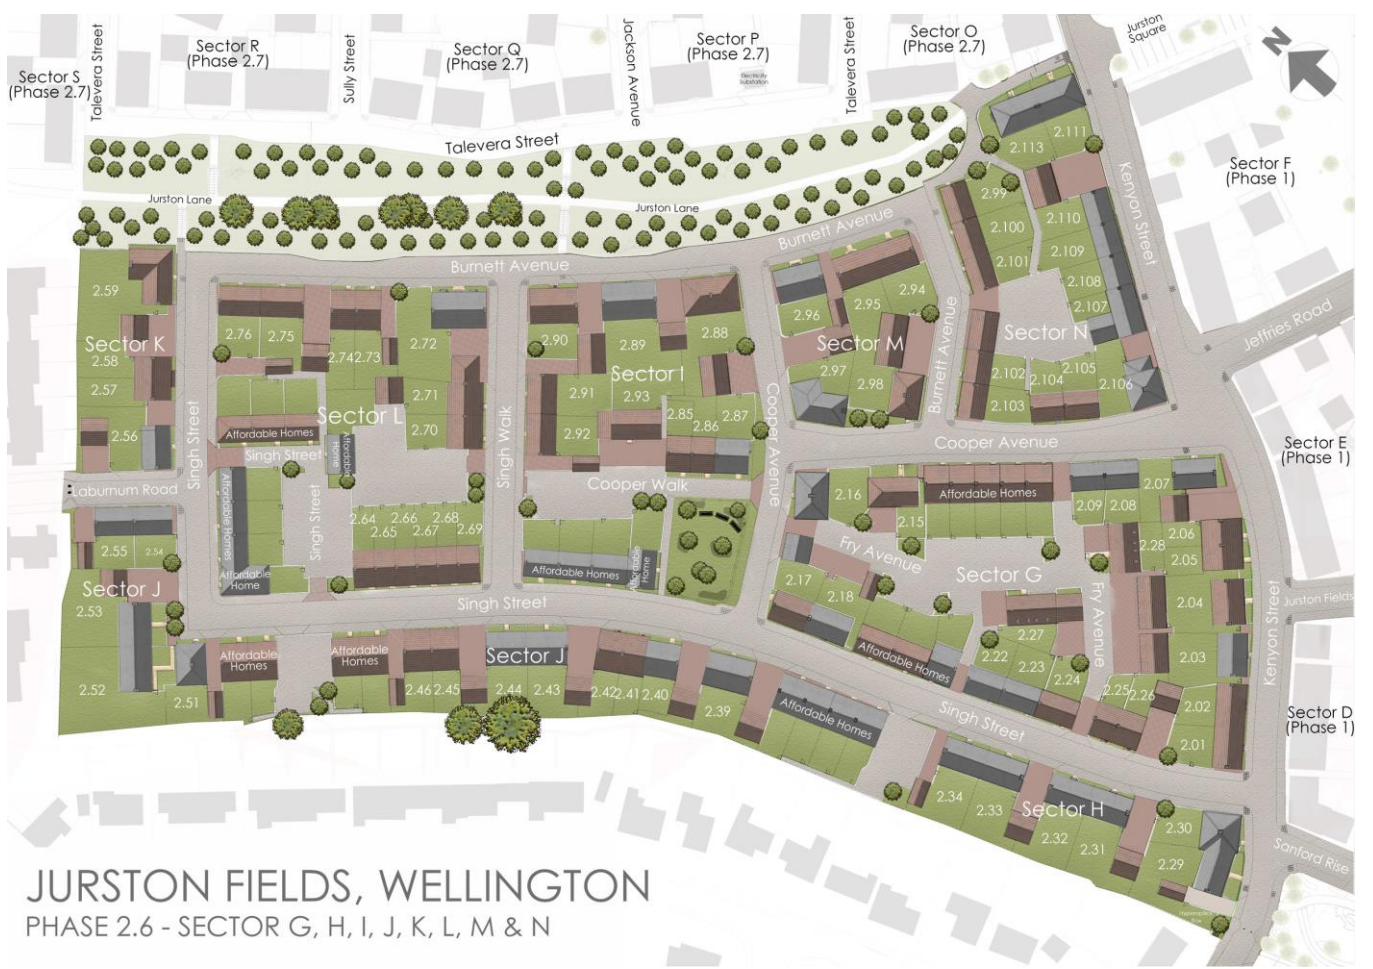 Sector S
(Phase 2.7)
Talevera Street
Sector R
(Phase 2.7)
Sully Street
Sector Q
(Phase 2.7)
Jackson Avenue
Sector P
(Phase 2.7)
Electricity
Substation
Talevera Street
Sector O
(Phase 2.7)
Jurston
Square
N
Talevera Street
Jurston Lane
Jurston Lane
Burnett Avenue
Burnett Avenue
Kenyon Street
Sector F
(Phase 1)
2.111
2.113
2.99
2.100
2.101
2.110
2.109
2.108
2.107
Sector N
2.102
2.103
2.104
2.105
2.106
Jeffries Road
2.59
Sector K
2.58
2.57
2.56
Singh Street
2.76
2.75
2.74
2.73
2.72
2.71
2.70
Sector L
Affordable Homes
Singh Street
Affordable
Home
Affordable Homes
Affordable
Home
Singh Street
2.64
2.65
2.66
2.67
2.68
2.69
Singh Walk
2.90
2.89
2.88
Sector I
2.91
2.92
2.93
2.85
2.86
2.87
Cooper Walk
Affordable Homes
Affordable
Home
Cooper Avenue
2.96
2.95
2.94
Sector M
2.97
2.98
Burnett Avenue
Cooper Avenue
Cooper Avenue
Sector E
(Phase 1)
Laburnum Road
2.55
2.54
Sector J
2.53
2.52
2.51
Singh Street
Affordable
Homes
Affordable
Homes
2.46
2.45
Sector J
2.44
2.43
2.42
2.41
2.40
2.39
Affordable Homes
2.16
2.15
Affordable Homes
2.09
2.08
2.07
2.06
2.05
2.28
Fry Avenue
Sector G
2.17
2.18
Affordable Homes
Fry Avenue
2.27
2.22
2.23
2.24
2.25
2.26
2.04
2.03
2.02
2.01
Kenyon Street
Jurston Fields
Sector D
(Phase 1)
Singh Street
2.34
2.33
Sector H
2.32
2.31
2.30
2.29
Sanford Rise
JURSTON FIELDS, WELLINGTON
PHASE 2.6 - SECTOR G, H, I, J, K, L, M & N